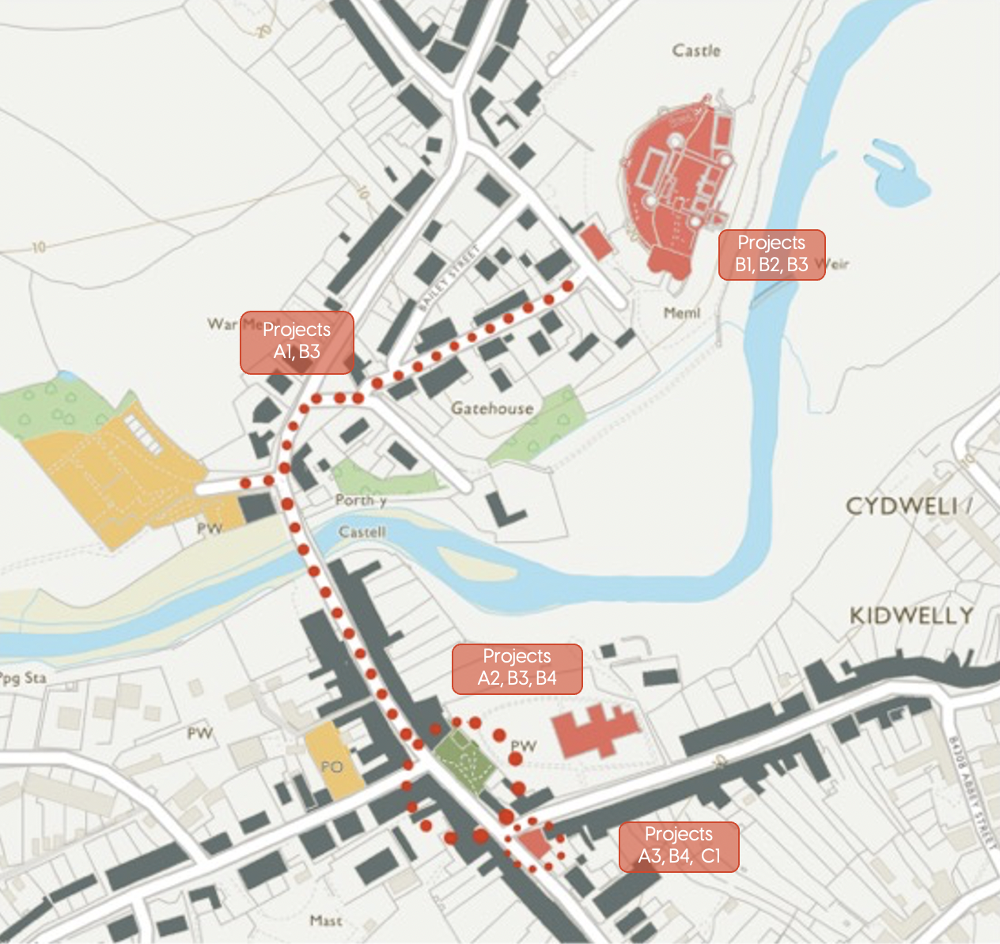 20
Castle
10
10
Projects
B1, B2, B3
Weir
BAILEY STREET
Meml
War Me
Projects
A1, B3
Gatehouse
10
Porth y
Castell
PW
CYDWELI /
KIDWELLY
Projects
A2, B3, B4
Ppg Sta
PW
PW
PO
10
B4308 ABBEY STREET
Projects
A3, B4, C1
Mast